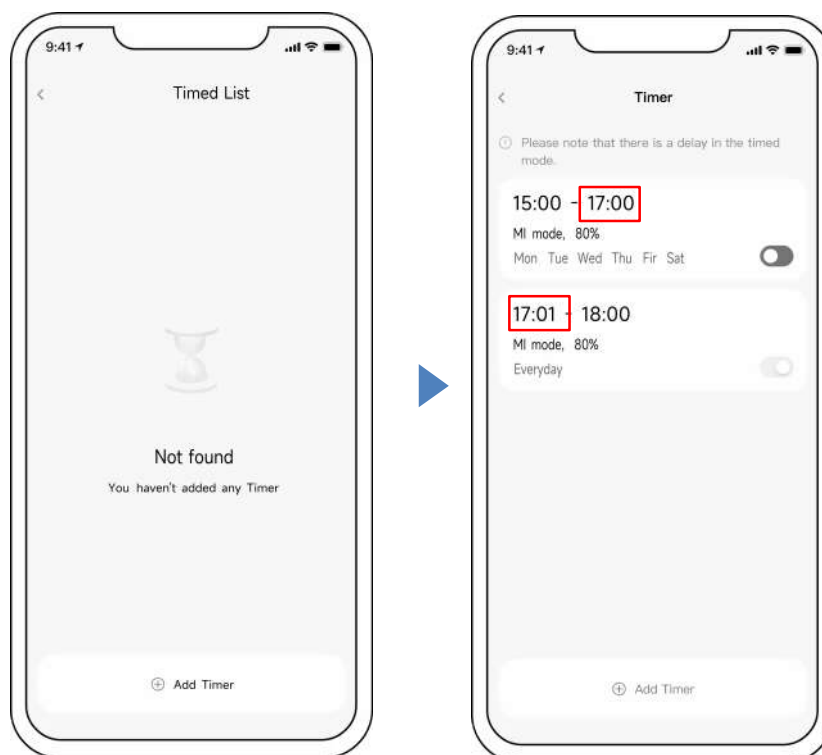 9:41
Timed List
Not found
You haven't added any Timer
Add Timer
9:41
Timer
Please note that there is a delay in the timed
mode.
15:00 - 17:00
MI mode, 80%
Mon Tue Wed Thu Fir Sat
17:01 - 18:00
MI mode, 80%
Everyday
Add Timer